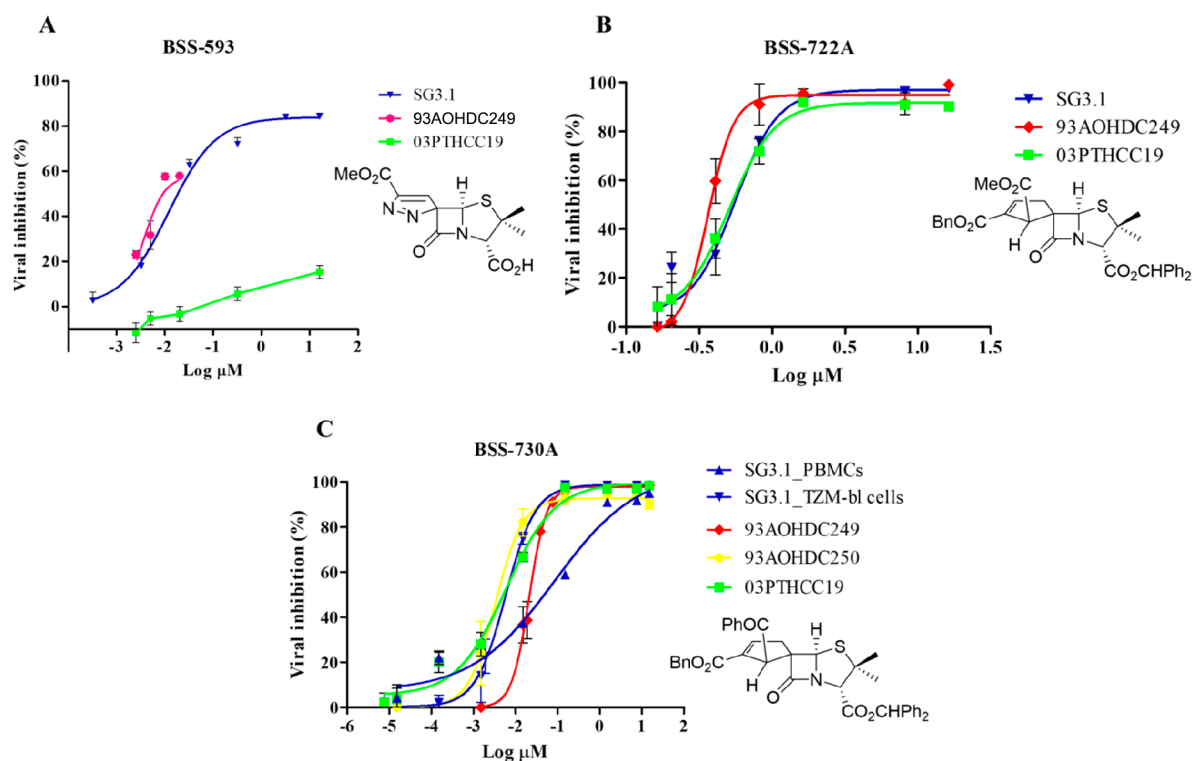 A
BSS-593
Viral inhibition (%)
100
80
60
40
20
0
-3
-2
-1
0
1
2
Log µM
SG3.1
93AOHDC249
03PTHCC19
MeO₂C
N
N
H
S
O
N
CO₂H
B
BSS-722A
Viral inhibition (%)
100
80
60
40
20
0
-1.0
-0.5
0.0
0.5
1.0
1.5
Log µM
SG3.1
93AOHDC249
03PTHCC19
MeO₂C
BnO₂C
H
H
S
O
N
CO₂CHPh₂
C
BSS-730A
Viral inhibition (%)
100
80
60
40
20
0
-6
-5
-4
-3
-2
-1
0
1
2
Log µM
SG3.1_PBMCs
SG3.1_TZM-bl cells
93AOHDC249
93AOHDC250
03PTHCC19
PhOC
BnO₂C
H
H
S
O
N
CO₂CHPh₂